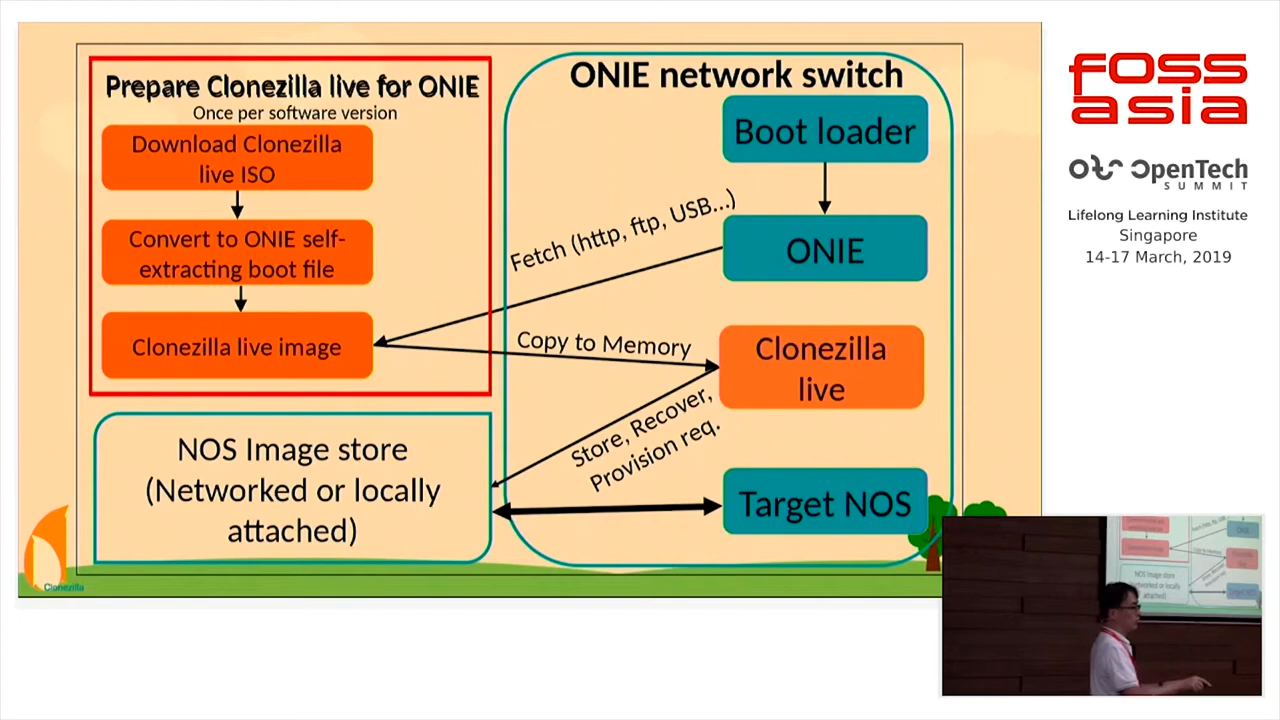 Prepare Clonezilla live for ONIE
Once per software version
Download Clonezilla
live ISO
Convert to ONIE self-
extracting boot file
Clonezilla live image
NOS Image store
(Networked or locally
attached)
Clonezilla
ONIE network switch
Boot loader
Fetch (http, ftp, USB...)
ONIE
Copy to Memory
Clonezilla
live
Store, Recover,
Provision req.
Target NOS
fOSS
asia
OpenTech
SUMMIT
Lifelong Learning Institute
Singapore
14-17 March, 2019